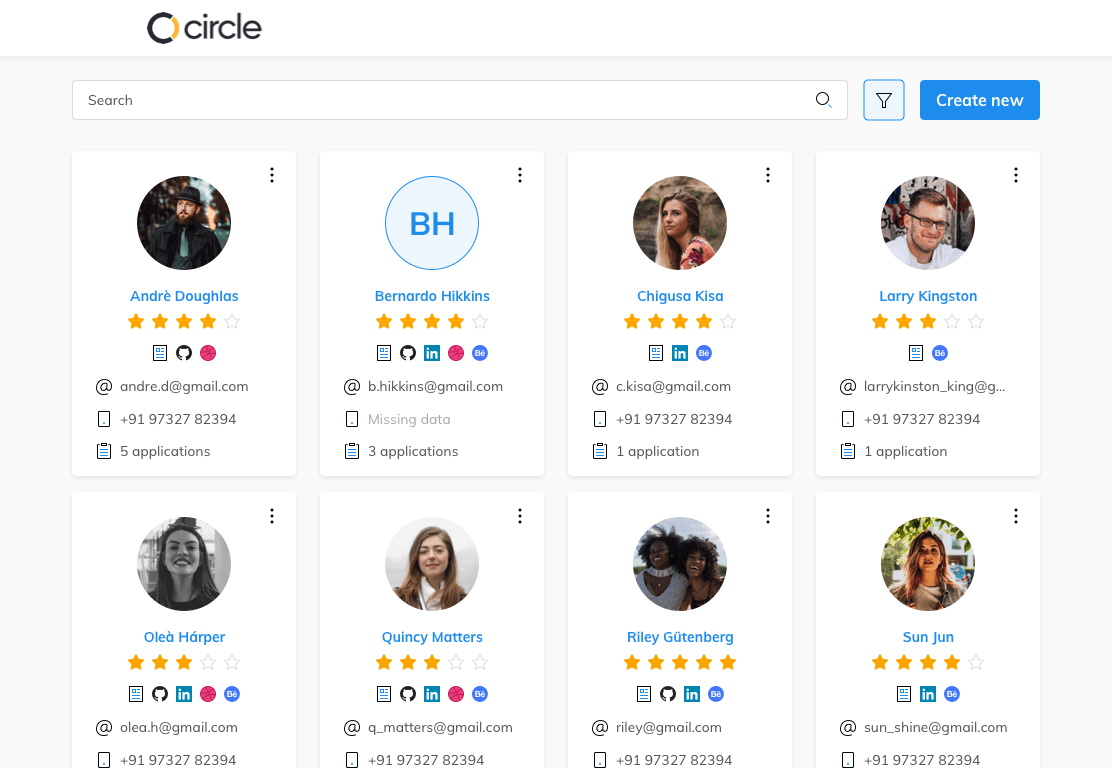 circle
Search
Create new
Andrè Doughlas
andre.d@gmail.com
+91 97327 82394
5 applications
BH
Bernardo Hikkins
in
Bē
b.hikkins@gmail.com
Missing data
3 applications
Chigusa Kisa
in
Bē
c.kisa@gmail.com
+91 97327 82394
1 application
Larry Kingston
Bē
larrykinston_king@g...
+91 97327 82394
1 application
Oleà Hárper
in
Bē
olea.h@gmail.com
+91 97327 82394
Quincy Matters
in
Bē
q_matters@gmail.com
+91 97327 82394
Riley Gütenberg
in
Bē
riley@gmail.com
+91 97327 82394
Sun Jun
in
Bē
sun_shine@gmail.com
+91 97327 82394